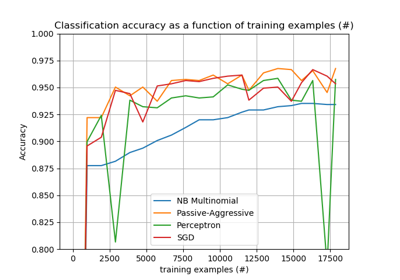 Classification accuracy as a function of training examples (#)
1.000
0.975
0.950
0.925
0.900
0.875
0.850
0.825
0.800
Accuracy
NB Multinomial
Passive-Aggressive
Perceptron
SGD
0 2500 5000 7500 10000 12500 15000 17500
training examples (#)